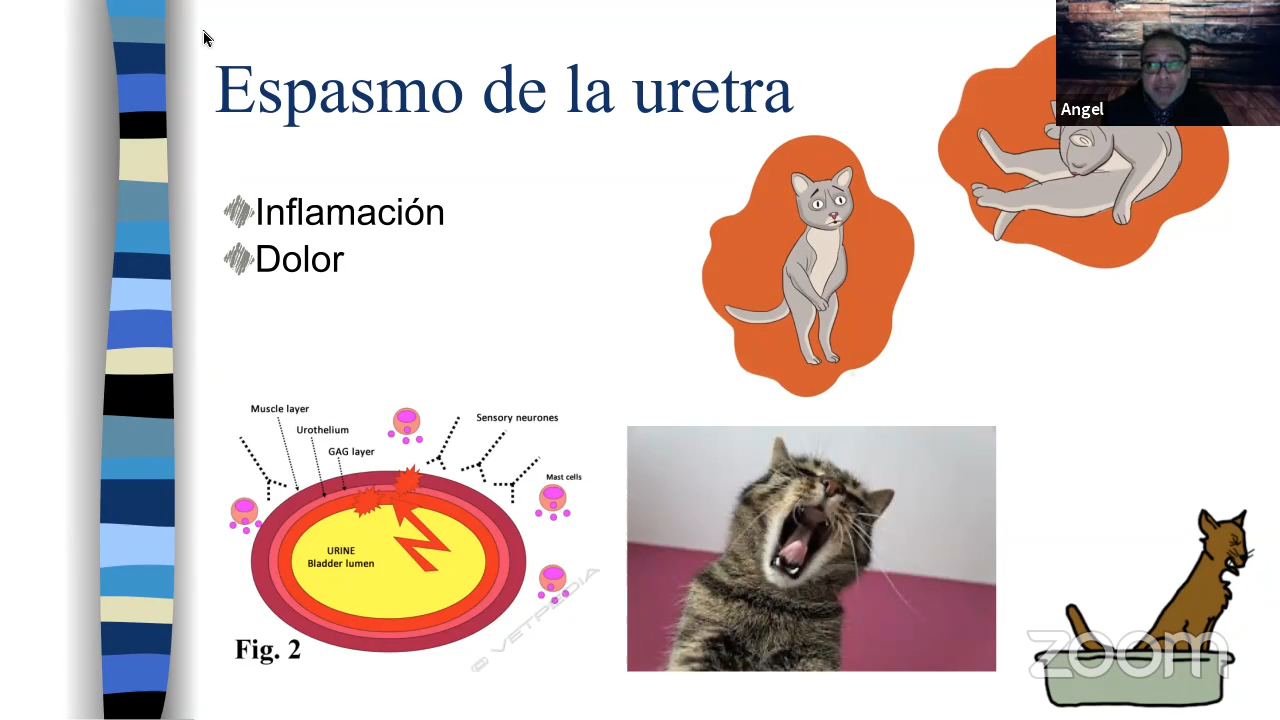 Espasmo de la uretra
Angel
Inflamación
Dolor
Muscle layer
Urothelium
GAG layer
Sensory neurones
Mast cells
URINE
Bladder lumen
Fig. 2
© VETPEDIA
zoom